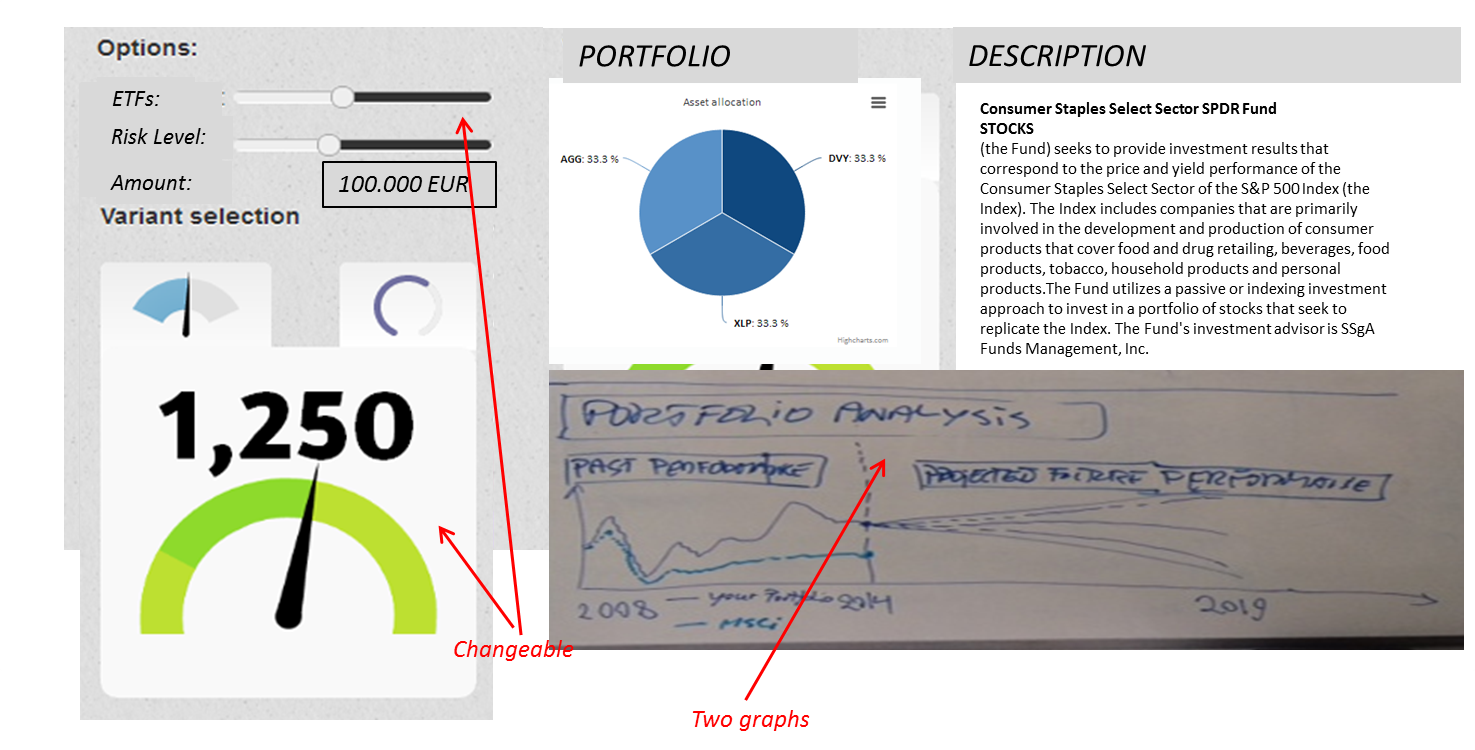 Options:
ETFs: :
Risk Level:
Amount:
100.000 EUR
Variant selection
1,250
Changeable
PORTFOLIO
Asset allocation
AGG: 33.3 %
DVY: 33.3 %
XLP: 33.3 %
Highcharts.com
DESCRIPTION
Consumer Staples Select Sector SPDR Fund
STOCKS
(the Fund) seeks to provide investment results that
correspond to the price and yield performance of the
Consumer Staples Select Sector of the S&P 500 Index (the
Index). The Index includes companies that are primarily
involved in the development and production of consumer
products that cover food and drug retailing, beverages, food
products, tobacco, household products and personal
products.The Fund utilizes a passive or indexing investment
approach to invest in a portfolio of stocks that seek to
replicate the Index. The Fund's investment advisor is SSgA
Funds Management, Inc.
PORTFOLIO ANALYSIS
PAST PERFORMANCE
PROJECTED FUTURE PERFORMANCE
2008
2014
2019
your Portfolio
MSCi
Two graphs